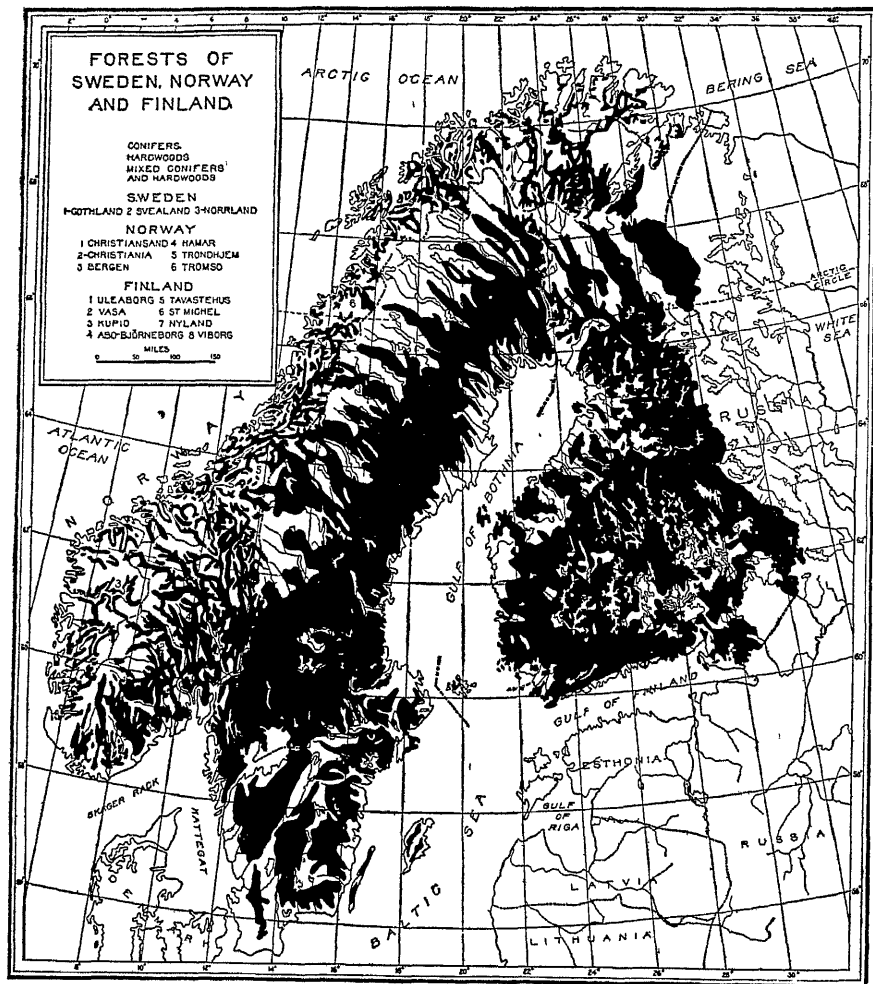 FORESTS OF
SWEDEN, NORWAY
AND FINLAND
CONIFERS
HARDWOODS
MIXED CONIFERS
AND HARDWOODS
SWEDEN
1-GOTHLAND 2 SVEALAND 3-NORRLAND
NORWAY
1 CHRISTIANSAND 4 HAMAR
2-CHRISTIANIA 5 TRONDHJEM
3 BERGEN 6 TROMSO
FINLAND
1 ULEABORG 5 TAVASTEHUS
2 VASA 6 ST MICHEL
3 KUPIO 7 NYLAND
4 ABO-BJÖRNEBORG 8 VIBORG
MILES
0 50 100 150
ARCTIC OCEAN
BERING SEA
ARCTIC
CIRCLE
WHITE
SEA
RUSSIA
ATLANTIC
OCEAN
NORWAY
GULF OF BOTHNIA
GULF OF FINLAND
ESTHONIA
SKAGER RACK
KATTEGAT
GULF
OF
RIGA
RUSSIA
BALTIC SEA
LATVIA
LITHUANIA